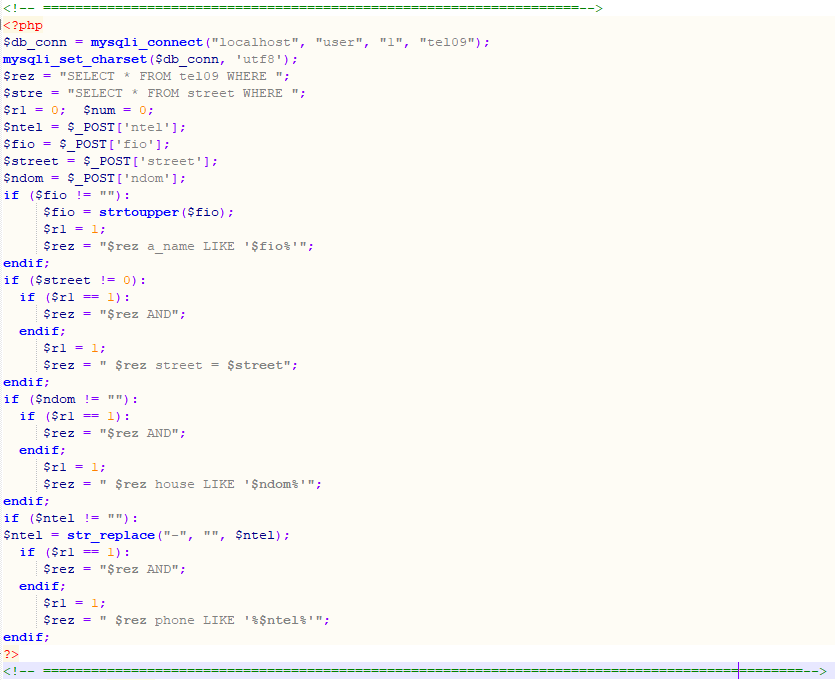 <!-- ===================================================================-->
<?php
$db_conn = mysqli_connect("localhost", "user", "1", "tel09");
mysqli_set_charset($db_conn, 'utf8');
$rez = "SELECT * FROM tel09 WHERE ";
$stre = "SELECT * FROM street WHERE ";
$r1 = 0;  $num = 0;
$ntel = $_POST['ntel'];
$fio = $_POST['fio'];
$street = $_POST['street'];
$ndom = $_POST['ndom'];
if ($fio != ""):
     $fio = strtoupper($fio);
     $r1 = 1;
     $rez = "$rez a_name LIKE '$fio%'";
endif;
if ($street != 0):
  if ($r1 == 1):
     $rez = "$rez AND";
  endif;
     $r1 = 1;
     $rez = " $rez street = $street";
endif;
if ($ndom != ""):
  if ($r1 == 1):
     $rez = "$rez AND";
  endif;
     $r1 = 1;
     $rez = " $rez house LIKE '$ndom%'";
endif;
if ($ntel != ""):
$ntel = str_replace("-", "", $ntel);
  if ($r1 == 1):
     $rez = "$rez AND";
  endif;
     $r1 = 1;
     $rez = " $rez phone LIKE '%$ntel%'";
endif;
?>
<!-- ===============================================================================================-->